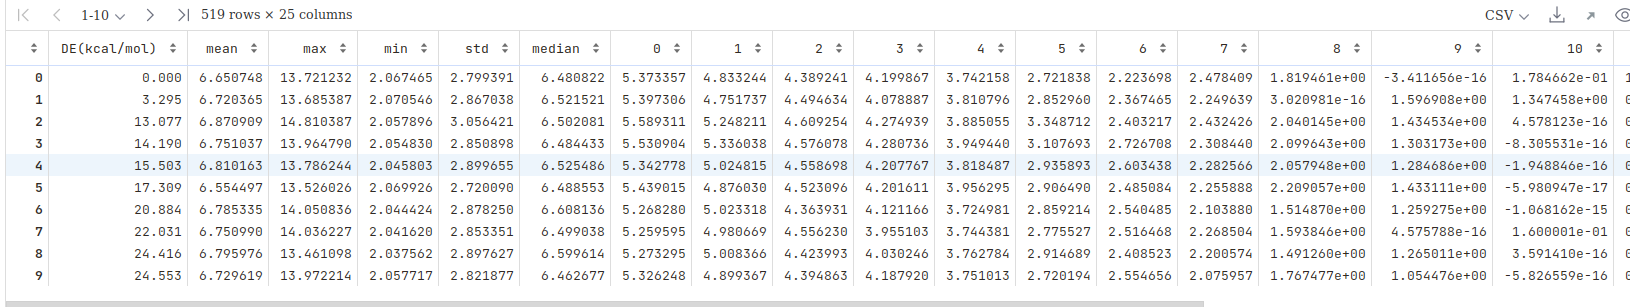 1-10 519 rows × 25 columns CSV
DE(kcal/mol) mean max min std median 0 1 2 3 4 5 6 7 8 9 10
0 0.000 6.650748 13.721232 2.067465 2.799391 6.480822 5.373357 4.833244 4.389241 4.199867 3.742158 2.721838 2.223698 2.478409 1.819461e+00 -3.411656e-16 1.784662e-01 1
1 3.295 6.720365 13.685387 2.070546 2.867038 6.521521 5.397306 4.751737 4.494634 4.078887 3.810796 2.852960 2.367465 2.249639 3.020981e-16 1.596908e+00 1.347458e+00
2 13.077 6.870909 14.810387 2.057896 3.056421 6.502081 5.589311 5.248211 4.609254 4.274939 3.885055 3.348712 2.403217 2.432426 2.040145e+00 1.434534e+00 4.578123e-16
3 14.190 6.751037 13.964790 2.054830 2.850898 6.484433 5.530904 5.336038 4.576078 4.280736 3.949440 3.107693 2.726708 2.308440 2.099643e+00 1.303173e+00 -8.305531e-16
4 15.503 6.810163 13.786244 2.045803 2.899655 6.525486 5.342778 5.024815 4.558698 4.207767 3.818487 2.935893 2.603438 2.282566 2.057948e+00 1.284686e+00 -1.948846e-16
5 17.309 6.554497 13.526026 2.069926 2.720090 6.488553 5.439015 4.876030 4.523096 4.201611 3.956295 2.906490 2.485084 2.255888 2.209057e+00 1.433111e+00 -5.980947e-17
6 20.884 6.785335 14.050836 2.044424 2.878250 6.608136 5.268280 5.023318 4.363931 4.121166 3.724981 2.859214 2.540485 2.103880 1.514870e+00 1.259275e+00 -1.068162e-15
7 22.031 6.750990 14.036227 2.041620 2.853351 6.499038 5.259595 4.980669 4.556230 3.955103 3.744381 2.775527 2.516468 2.268504 1.593846e+00 4.575788e-16 1.600001e-01
8 24.416 6.795976 13.461098 2.037562 2.897627 6.599614 5.273295 5.008366 4.423993 4.030246 3.762784 2.914689 2.408523 2.200574 1.491260e+00 1.265011e+00 3.591410e-16
9 24.553 6.729619 13.972214 2.057717 2.821877 6.462677 5.326248 4.899367 4.394863 4.187920 3.751013 2.720194 2.554656 2.075957 1.767477e+00 1.054476e+00 -5.826559e-16